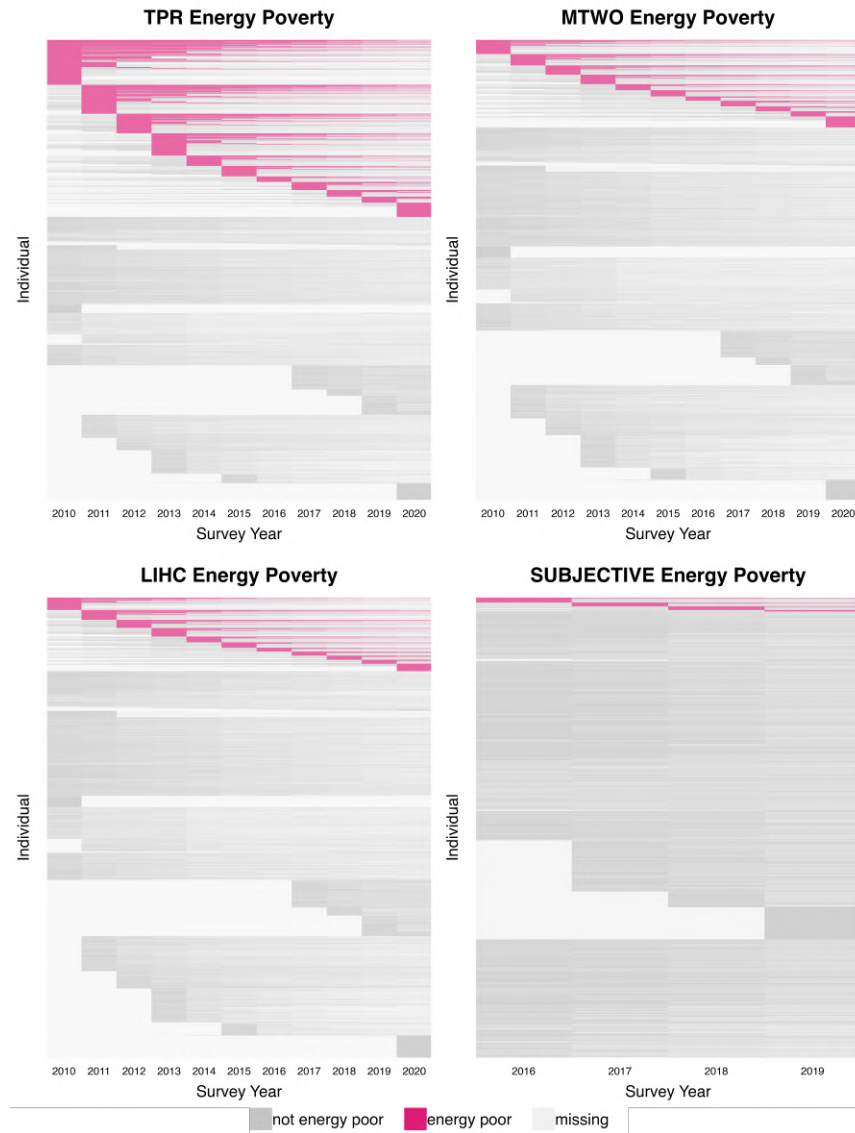 TPR Energy Poverty
Individual
2010 2011 2012 2013 2014 2015 2016 2017 2018 2019 2020
Survey Year
MTWO Energy Poverty
Individual
2010 2011 2012 2013 2014 2015 2016 2017 2018 2019 2020
Survey Year
LIHC Energy Poverty
Individual
2010 2011 2012 2013 2014 2015 2016 2017 2018 2019 2020
Survey Year
SUBJECTIVE Energy Poverty
Individual
2016 2017 2018 2019
Survey Year
not energy poor energy poor missing